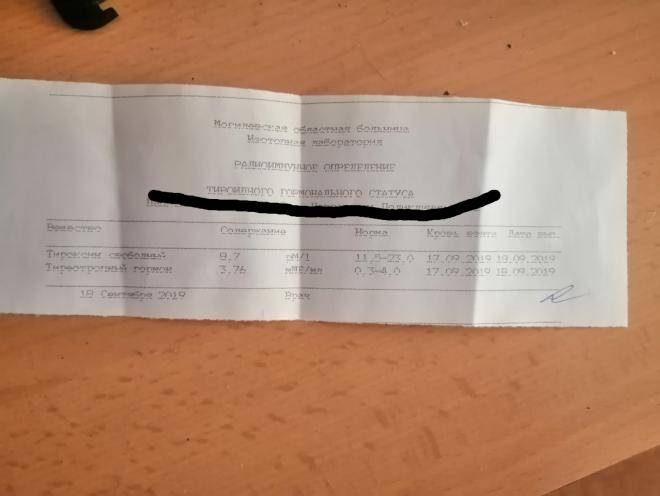 Могилевская областная больница
Изотопная лаборатория
РАДИОИММУННОЕ ОПРЕДЕЛЕНИЕ
ТИРОИДНОГО ГОРМОНАЛЬНОГО СТАТУСА
Вещество Содержание Норма Кровь взята Дата вып.
Тироксин свободный 9,7 пМ/l 11,5-23,0 17.09.2019 18.09.2019
Тиреотропный гормон 3,76 мМЕ/мл 0,3-4,0 17.09.2019 18.09.2019
18 Сентября 2019 Врач